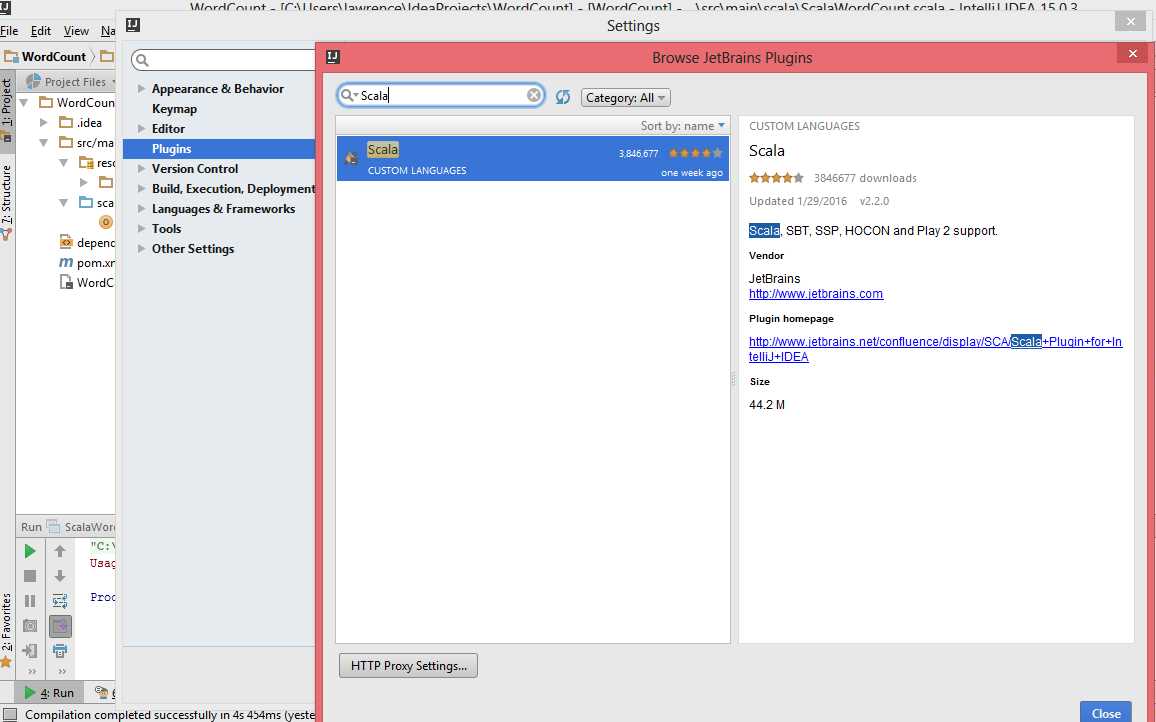 WordCount - [C:\Users\lawrence\IdeaProjects\WordCount] - [WordCount] - ...\src\main\scala\ScalaWordCount.scala - IntelliJ IDEA 15.0.3
File Edit View Na
Settings
WordCount
Browse JetBrains Plugins
Project Files
1: Project
WordCoun
.idea
src/ma
reso
sca
depend
pom.xm
WordC
7: Structure
Appearance & Behavior
Keymap
Editor
Plugins
Version Control
Build, Execution, Deployment
Languages & Frameworks
Tools
Other Settings
Scala
Category: All
Sort by: name
Scala
3,846,677
CUSTOM LANGUAGES
one week ago
CUSTOM LANGUAGES
Scala
3846677 downloads
Updated 1/29/2016 v2.2.0
Scala, SBT, SSP, HOCON and Play 2 support.
Vendor
JetBrains
http://www.jetbrains.com
Plugin homepage
http://www.jetbrains.net/confluence/display/SCA/Scala+Plugin+for+In
telliJ+IDEA
Size
44.2 M
Run ScalaWor
"C:\
Usag
Proc
2: Favorites
HTTP Proxy Settings...
4: Run
Close
Compilation completed successfully in 4s 454ms (yeste